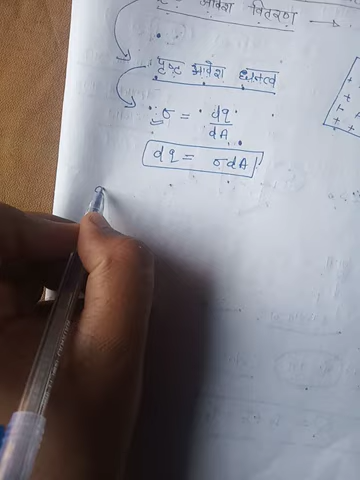 पृष्ठ आवेश वितरण →
पृष्ट आवेश घनत्व
σ = dq/dA
dq = σdA